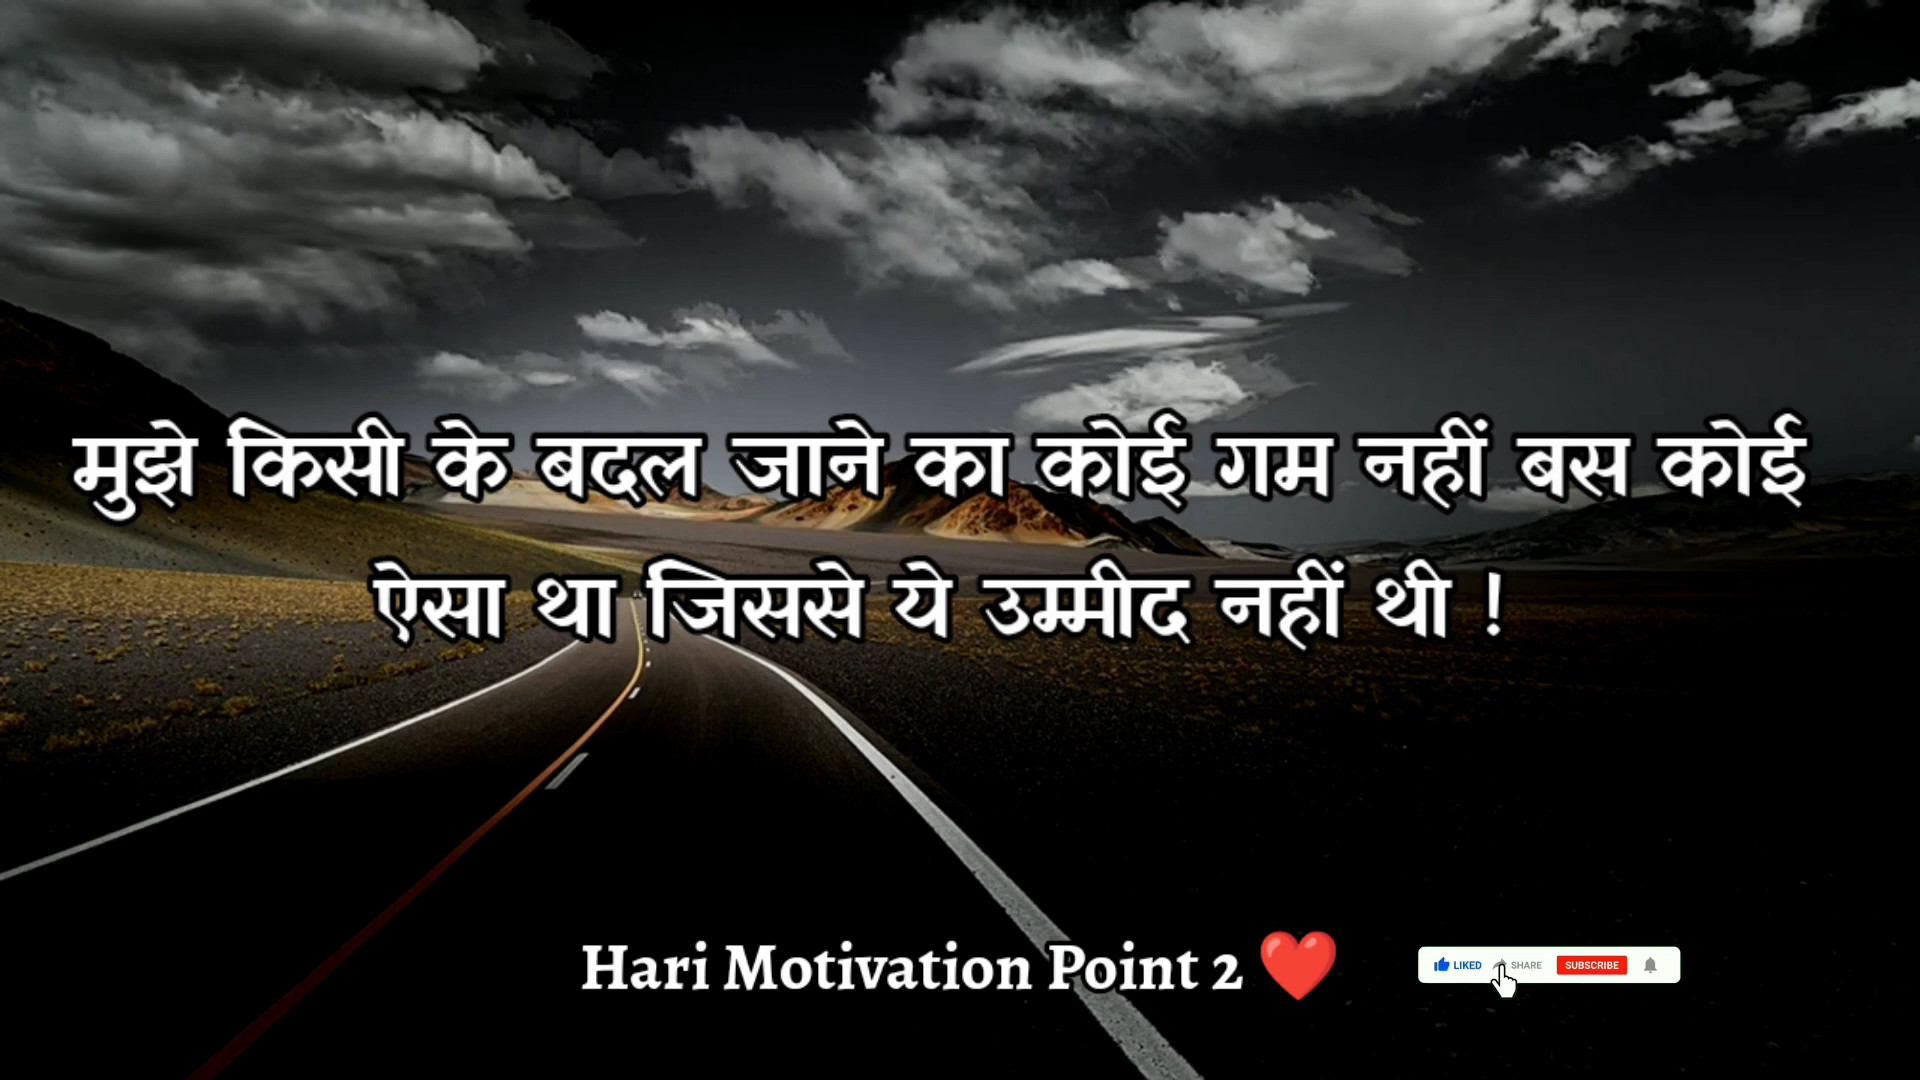 मुझे किसी के बदल जाने का कोई गम नहीं बस कोई
ऐसा था जिससे ये उम्मीद नहीं थी !
Hari Motivation Point 2 ❤️
LIKED SHARE SUBSCRIBE